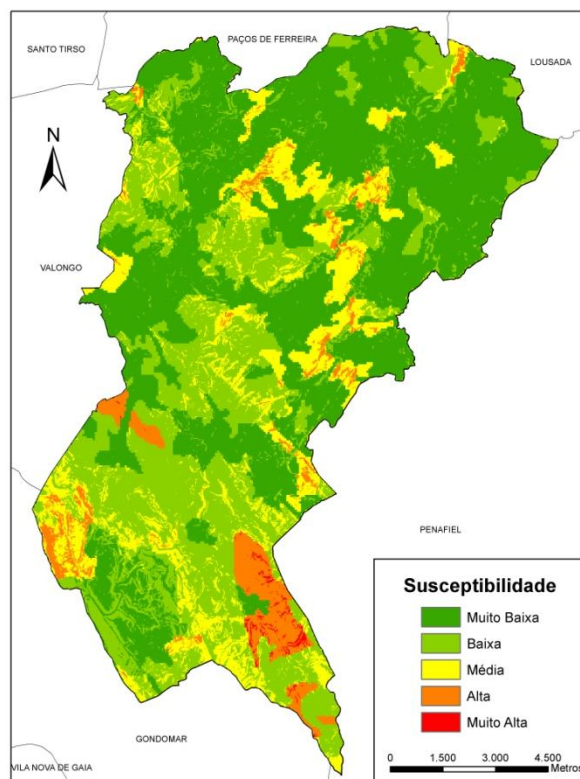 PAÇOS DE FERREIRA
SANTO TIRSO
LOUSADA
N
VALONGO
PENAFIEL
GONDOMAR
VILA NOVA DE GAIA
Susceptibilidade
Muito Baixa
Baixa
Média
Alta
Muito Alta
0 1.500 3.000 4.500
Metros